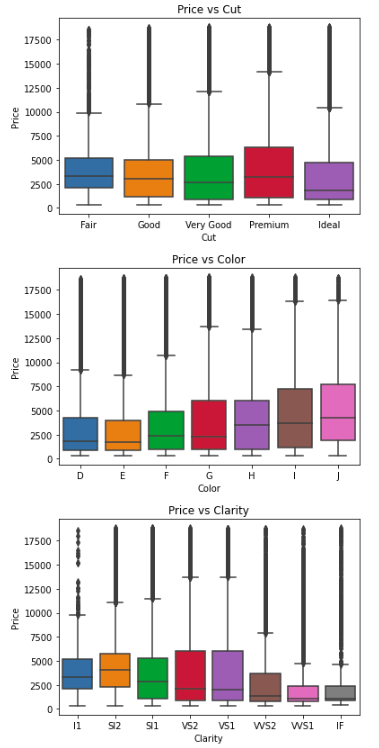 Price vs Cut
17500
15000
12500
10000
7500
5000
2500
0
Price
Fair Good Very Good Premium Ideal
Cut
Price vs Color
17500
15000
12500
10000
7500
5000
2500
0
Price
D E F G H I J
Color
Price vs Clarity
17500
15000
12500
10000
7500
5000
2500
0
Price
I1 SI2 SI1 VS2 VS1 VVS2 VVS1 IF
Clarity